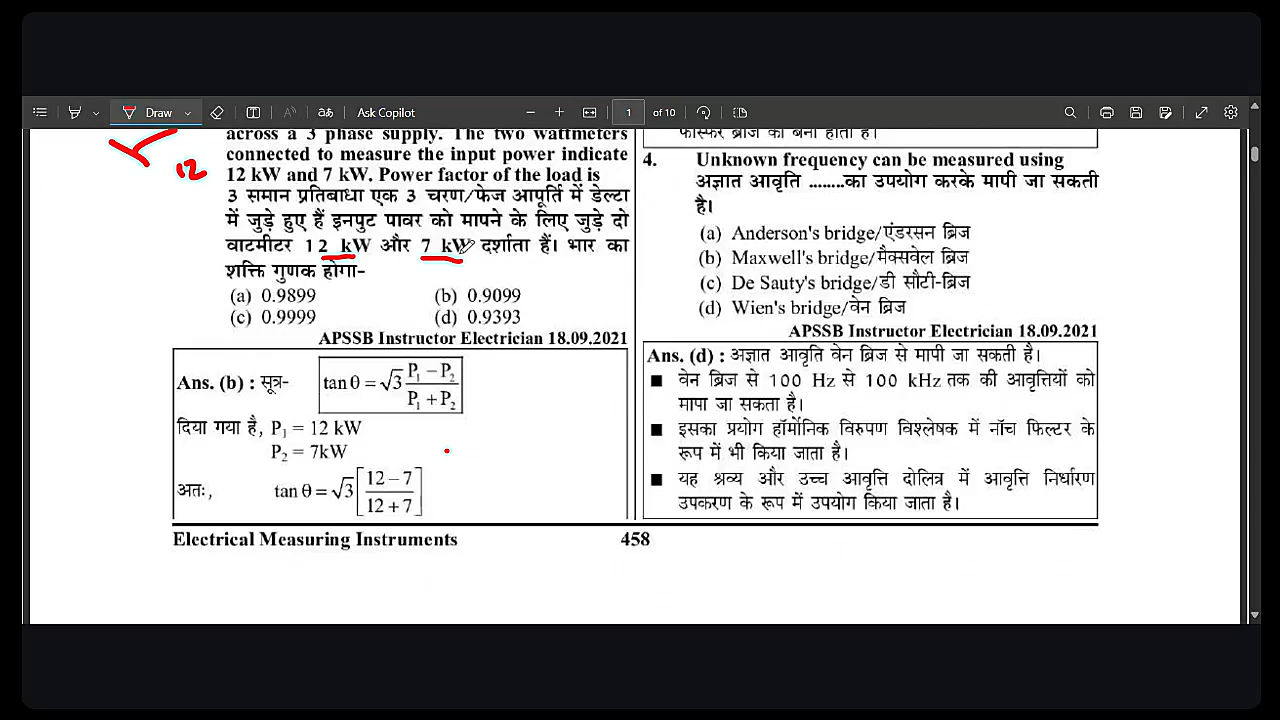 Draw
Ask Copilot
1 of 10
12
across a 3 phase supply. The two wattmeters
connected to measure the input power indicate
12 kW and 7 kW. Power factor of the load is
3 समान प्रतिबाधा एक 3 चरण/फेज आपूर्ति में डेल्टा
में जुड़े हुए हैं इनपुट पावर को मापने के लिए जुड़े दो
वाटमीटर 12 kW और 7 kW दर्शाता हैं। भार का
शक्ति गुणक होगा-
(a) 0.9899 (b) 0.9099
(c) 0.9999 (d) 0.9393
APSSB Instructor Electrician 18.09.2021
Ans. (b) : सूत्र- tan θ = √3 (P₁ – P₂)/(P₁ + P₂)
दिया गया है, P₁ = 12 kW
P₂ = 7kW
अतः, tan θ = √3 [(12 – 7)/(12 + 7)]
फास्फर ब्रिज का बना होता है।
4. Unknown frequency can be measured using
अज्ञात आवृति ........का उपयोग करके मापी जा सकती
है।
(a) Anderson's bridge/एंडरसन ब्रिज
(b) Maxwell's bridge/मैक्सवेल ब्रिज
(c) De Sauty's bridge/डी सौटी-ब्रिज
(d) Wien's bridge/वेन ब्रिज
APSSB Instructor Electrician 18.09.2021
Ans. (d) : अज्ञात आवृति वेन ब्रिज से मापी जा सकती है।
■ वेन ब्रिज से 100 Hz से 100 kHz तक की आवृत्तियों को
मापा जा सकता है।
■ इसका प्रयोग हॉर्मोनिक विरुपण विश्लेषक में नॉच फिल्टर के
रूप में भी किया जाता है।
■ यह श्रव्य और उच्च आवृत्ति दोलित्र में आवृत्ति निर्धारण
उपकरण के रूप में उपयोग किया जाता है।
Electrical Measuring Instruments 458